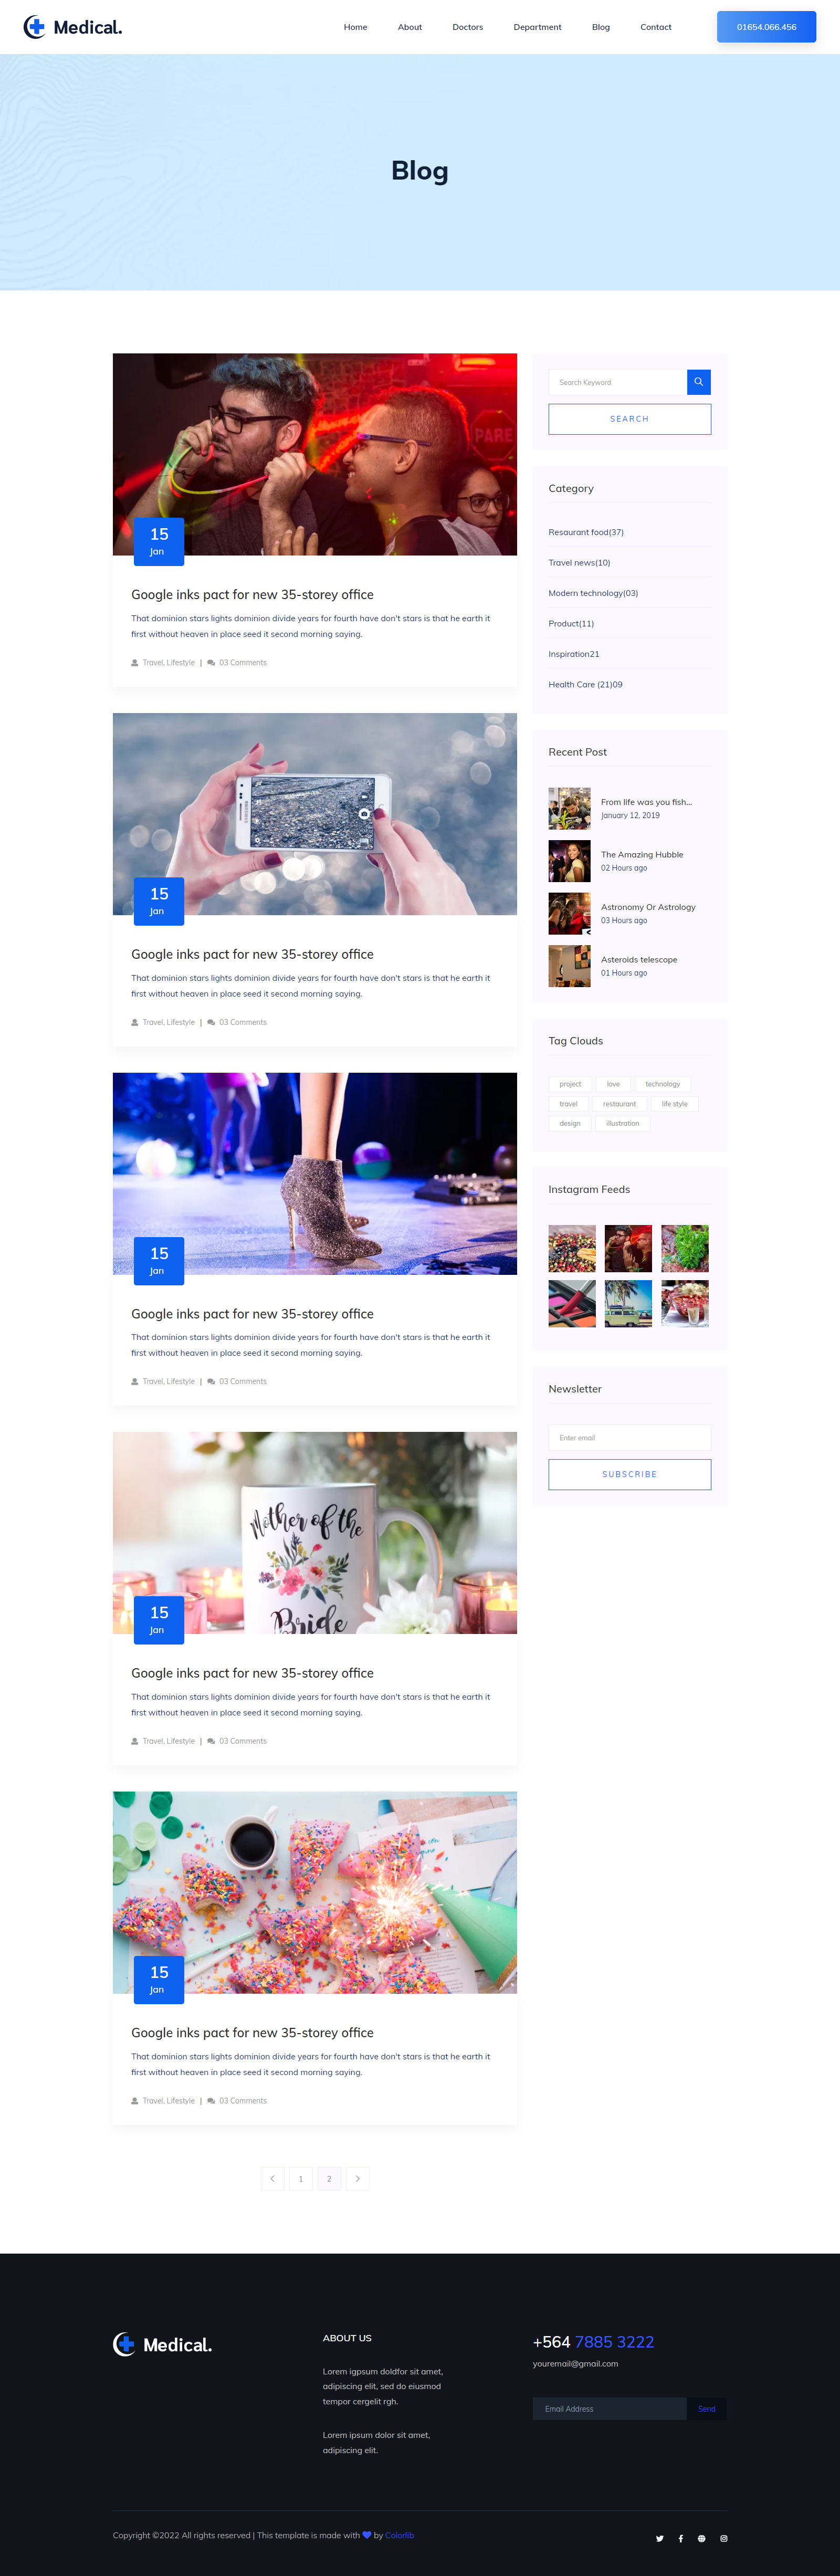 Medical.
Home
About
Doctors
Department
Blog
Contact
01654.066.456
Blog
PARE
15
Jan
Google inks pact for new 35-storey office
That dominion stars lights dominion divide years for fourth have don't stars is that he earth it
first without heaven in place seed it second morning saying.
Travel, Lifestyle | 03 Comments
15
Jan
Google inks pact for new 35-storey office
That dominion stars lights dominion divide years for fourth have don't stars is that he earth it
first without heaven in place seed it second morning saying.
Travel, Lifestyle | 03 Comments
15
Jan
Google inks pact for new 35-storey office
That dominion stars lights dominion divide years for fourth have don't stars is that he earth it
first without heaven in place seed it second morning saying.
Travel, Lifestyle | 03 Comments
Mother of the
Bride
15
Jan
Google inks pact for new 35-storey office
That dominion stars lights dominion divide years for fourth have don't stars is that he earth it
first without heaven in place seed it second morning saying.
Travel, Lifestyle | 03 Comments
15
Jan
Google inks pact for new 35-storey office
That dominion stars lights dominion divide years for fourth have don't stars is that he earth it
first without heaven in place seed it second morning saying.
Travel, Lifestyle | 03 Comments
1
2
Search Keyword
SEARCH
Category
Resaurant food(37)
Travel news(10)
Modern technology(03)
Product(11)
Inspiration21
Health Care (21)09
Recent Post
From life was you fish...
January 12, 2019
The Amazing Hubble
02 Hours ago
Astronomy Or Astrology
03 Hours ago
Asteroids telescope
01 Hours ago
Tag Clouds
project
love
technology
travel
restaurant
life style
design
illustration
Instagram Feeds
Newsletter
Enter email
SUBSCRIBE
Medical.
ABOUT US
Lorem igpsum doldfor sit amet,
adipiscing elit, sed do eiusmod
tempor cergelit rgh.
Lorem ipsum dolor sit amet,
adipiscing elit.
+564 7885 3222
youremail@gmail.com
Email Address
Send
Copyright ©2022 All rights reserved | This template is made with by Colorlib